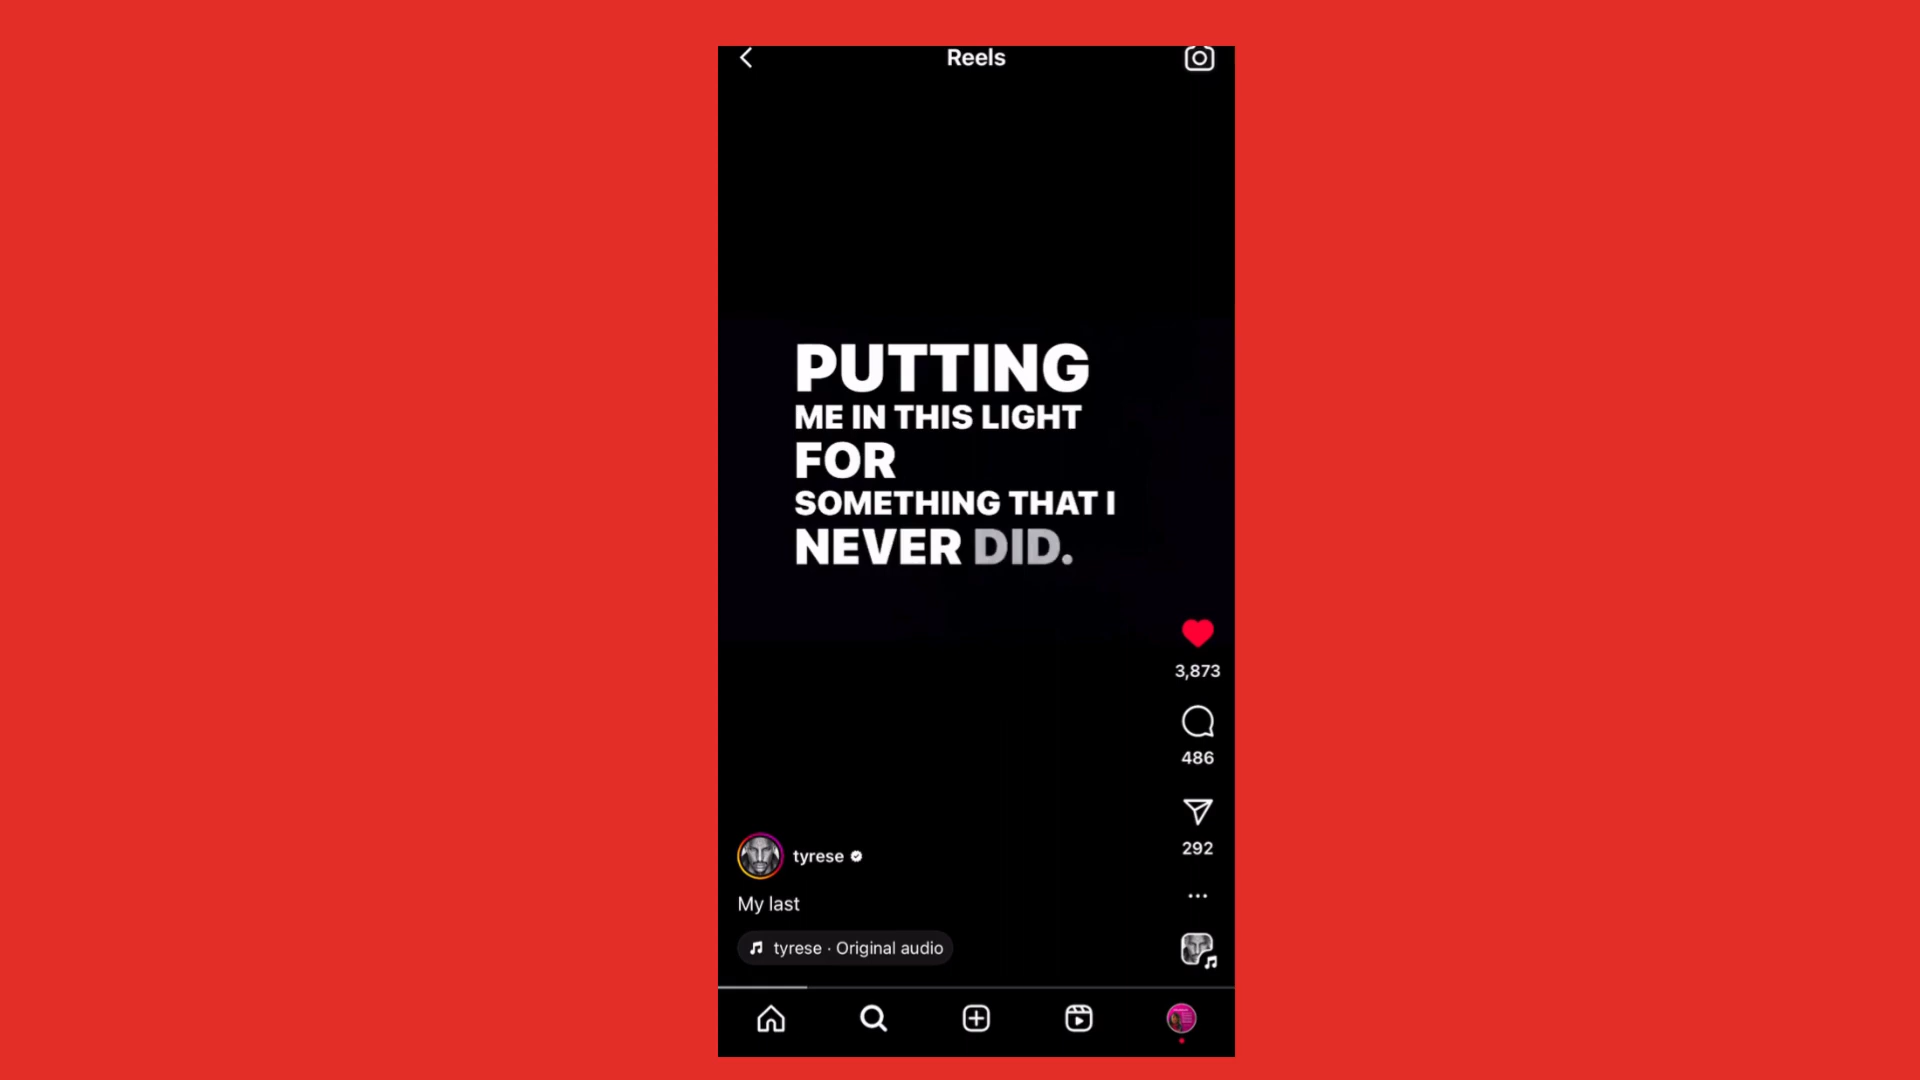 Reels
PUTTING
ME IN THIS LIGHT
FOR
SOMETHING THAT I
NEVER DID.
3,873
486
292
tyrese
My last
tyrese · Original audio